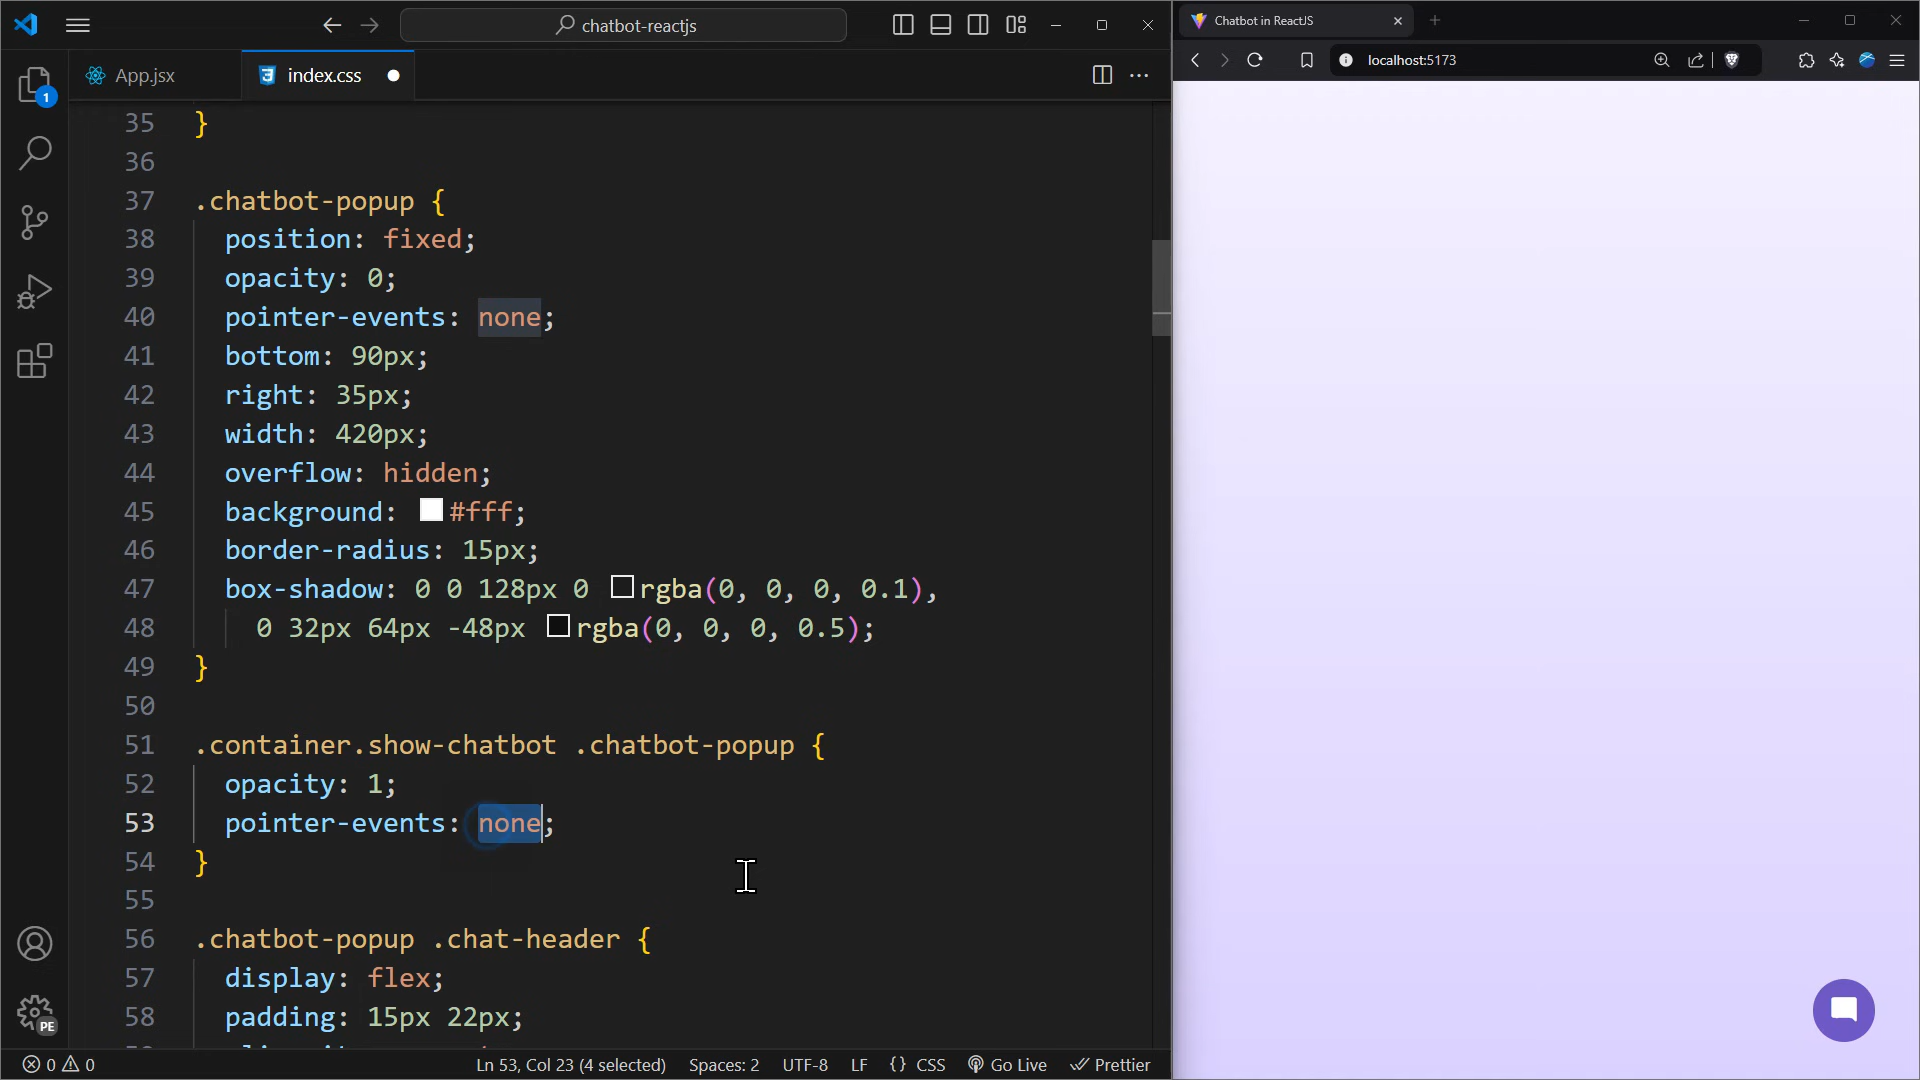 chatbot-reactjs
App.jsx
index.css
1
35 }
36
37 .chatbot-popup {
38 position: fixed;
39 opacity: 0;
40 pointer-events: none;
41 bottom: 90px;
42 right: 35px;
43 width: 420px;
44 overflow: hidden;
45 background: #fff;
46 border-radius: 15px;
47 box-shadow: 0 0 128px 0 rgba(0, 0, 0, 0.1),
48 0 32px 64px -48px rgba(0, 0, 0, 0.5);
49 }
50
51 .container.show-chatbot .chatbot-popup {
52 opacity: 1;
53 pointer-events: none;
54 }
55
56 .chatbot-popup .chat-header {
57 display: flex;
58 padding: 15px 22px;
PE
0 0
Ln 53, Col 23 (4 selected)
Spaces: 2
UTF-8
LF
{} CSS
Go Live
Prettier
Chatbot in ReactJS
localhost:5173